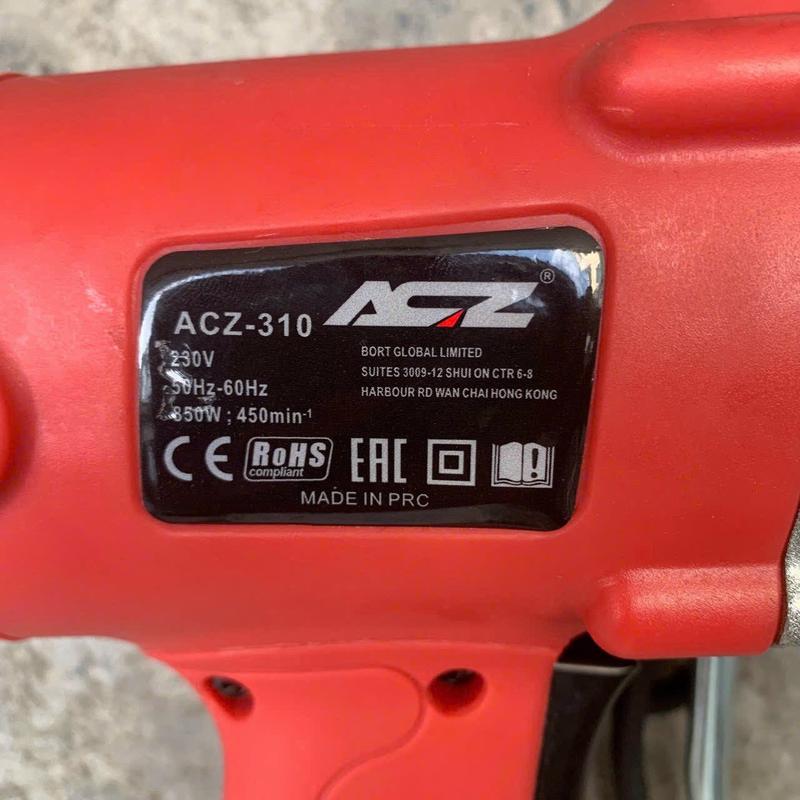 ACZ®
ACZ-310
230V
50Hz-60Hz
850W ; 450min-1
BORT GLOBAL LIMITED
SUITES 3009-12 SHUI ON CTR 6-8
HARBOUR RD WAN CHAI HONG KONG
CE RoHS compliant EAC
MADE IN PRC